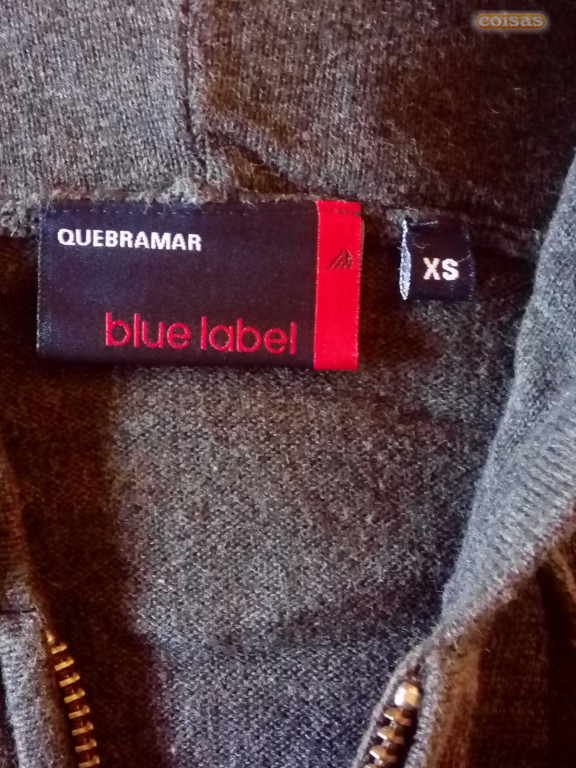 coisas
QUEBRAMAR
XS
blue label